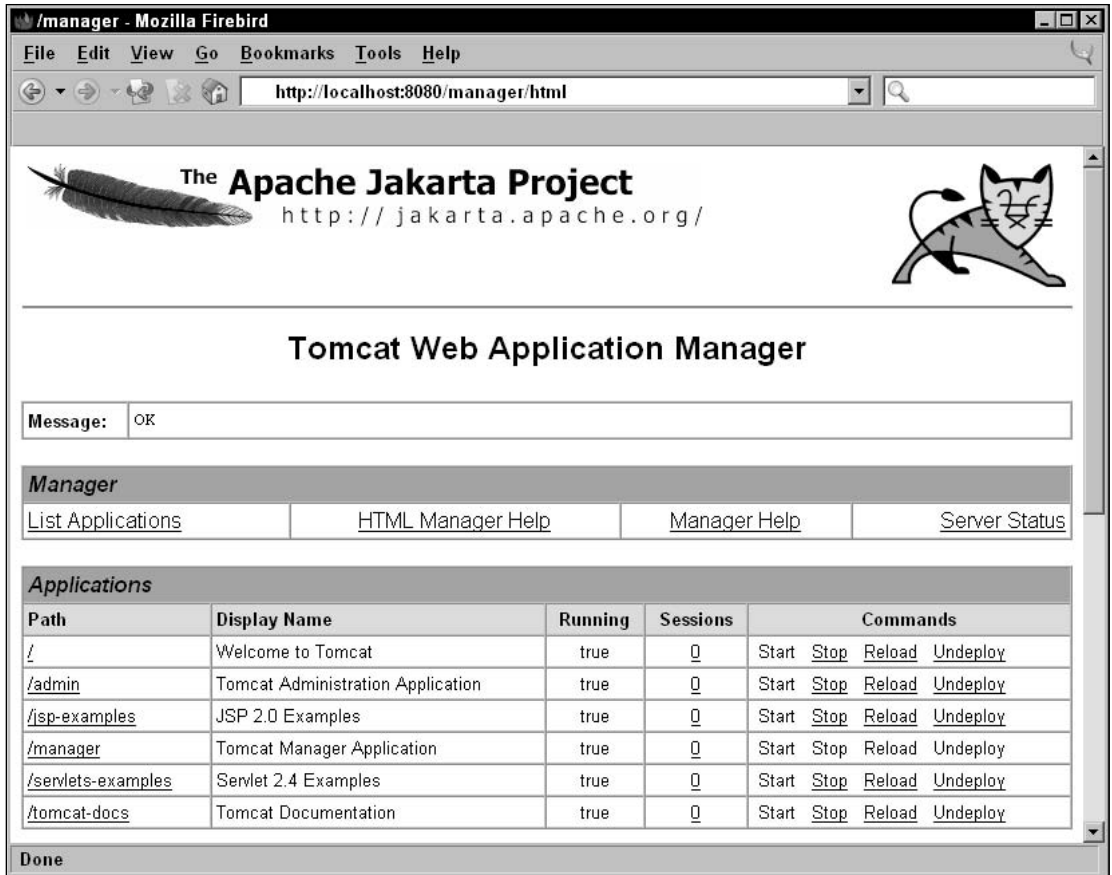 /manager - Mozilla Firebird
File Edit View Go Bookmarks Tools Help
http://localhost:8080/manager/html
The Apache Jakarta Project
http://jakarta.apache.org/
Tomcat Web Application Manager
Message: OK
Manager
List Applications HTML Manager Help Manager Help Server Status
Applications
Path Display Name Running Sessions Commands
/ Welcome to Tomcat true 0 Start Stop Reload Undeploy
/admin Tomcat Administration Application true 0 Start Stop Reload Undeploy
/jsp-examples JSP 2.0 Examples true 0 Start Stop Reload Undeploy
/manager Tomcat Manager Application true 0 Start Stop Reload Undeploy
/servlets-examples Servlet 2.4 Examples true 0 Start Stop Reload Undeploy
/tomcat-docs Tomcat Documentation true 0 Start Stop Reload Undeploy
Done